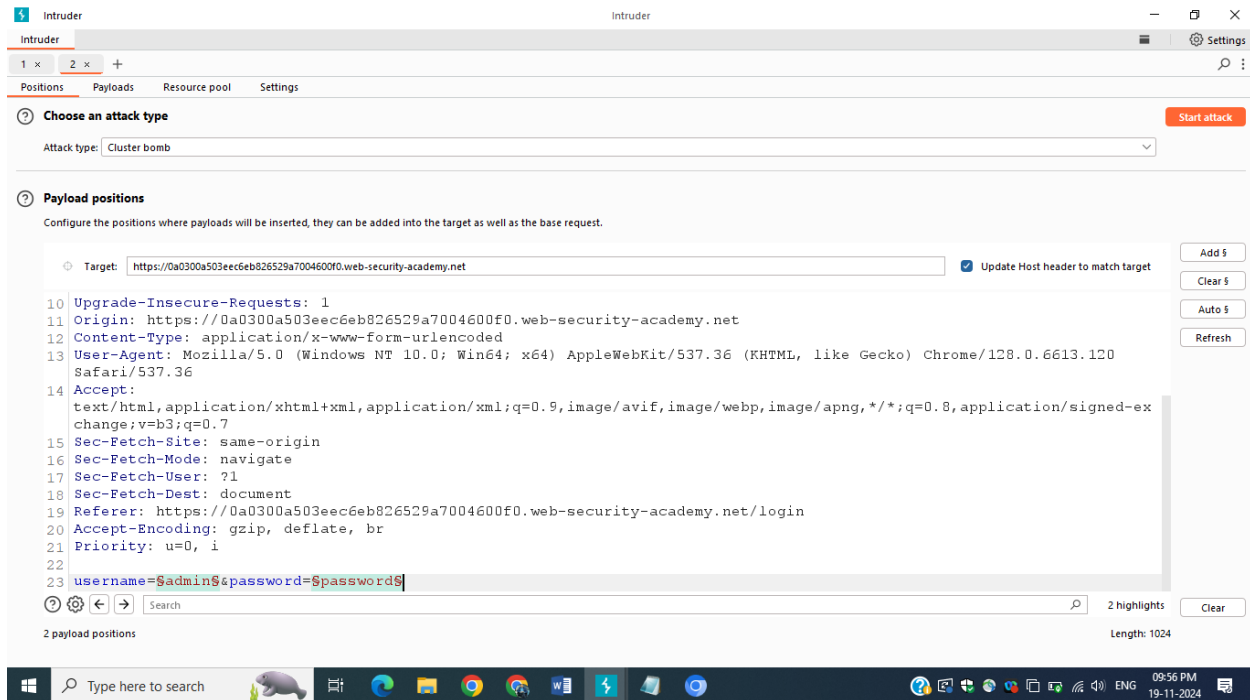 Intruder
Intruder
Intruder
Settings
1 ×
2 ×
+
Positions
Payloads
Resource pool
Settings
Choose an attack type
Start attack
Attack type: Cluster bomb
Payload positions
Configure the positions where payloads will be inserted, they can be added into the target as well as the base request.
Target: https://0a0300a503eec6eb826529a7004600f0.web-security-academy.net
Update Host header to match target
Add §
Clear §
Auto §
Refresh
10 Upgrade-Insecure-Requests: 1
11 Origin: https://0a0300a503eec6eb826529a7004600f0.web-security-academy.net
12 Content-Type: application/x-www-form-urlencoded
13 User-Agent: Mozilla/5.0 (Windows NT 10.0; Win64; x64) AppleWebKit/537.36 (KHTML, like Gecko) Chrome/128.0.6613.120
Safari/537.36
14 Accept:
text/html,application/xhtml+xml,application/xml;q=0.9,image/avif,image/webp,image/apng,*/*;q=0.8,application/signed-ex
change;v=b3;q=0.7
15 Sec-Fetch-Site: same-origin
16 Sec-Fetch-Mode: navigate
17 Sec-Fetch-User: ?1
18 Sec-Fetch-Dest: document
19 Referer: https://0a0300a503eec6eb826529a7004600f0.web-security-academy.net/login
20 Accept-Encoding: gzip, deflate, br
21 Priority: u=0, i
22
23 username=§admin§&password=§password§
Search
2 highlights
Clear
2 payload positions
Length: 1024
Type here to search
ENG
09:56 PM
19-11-2024